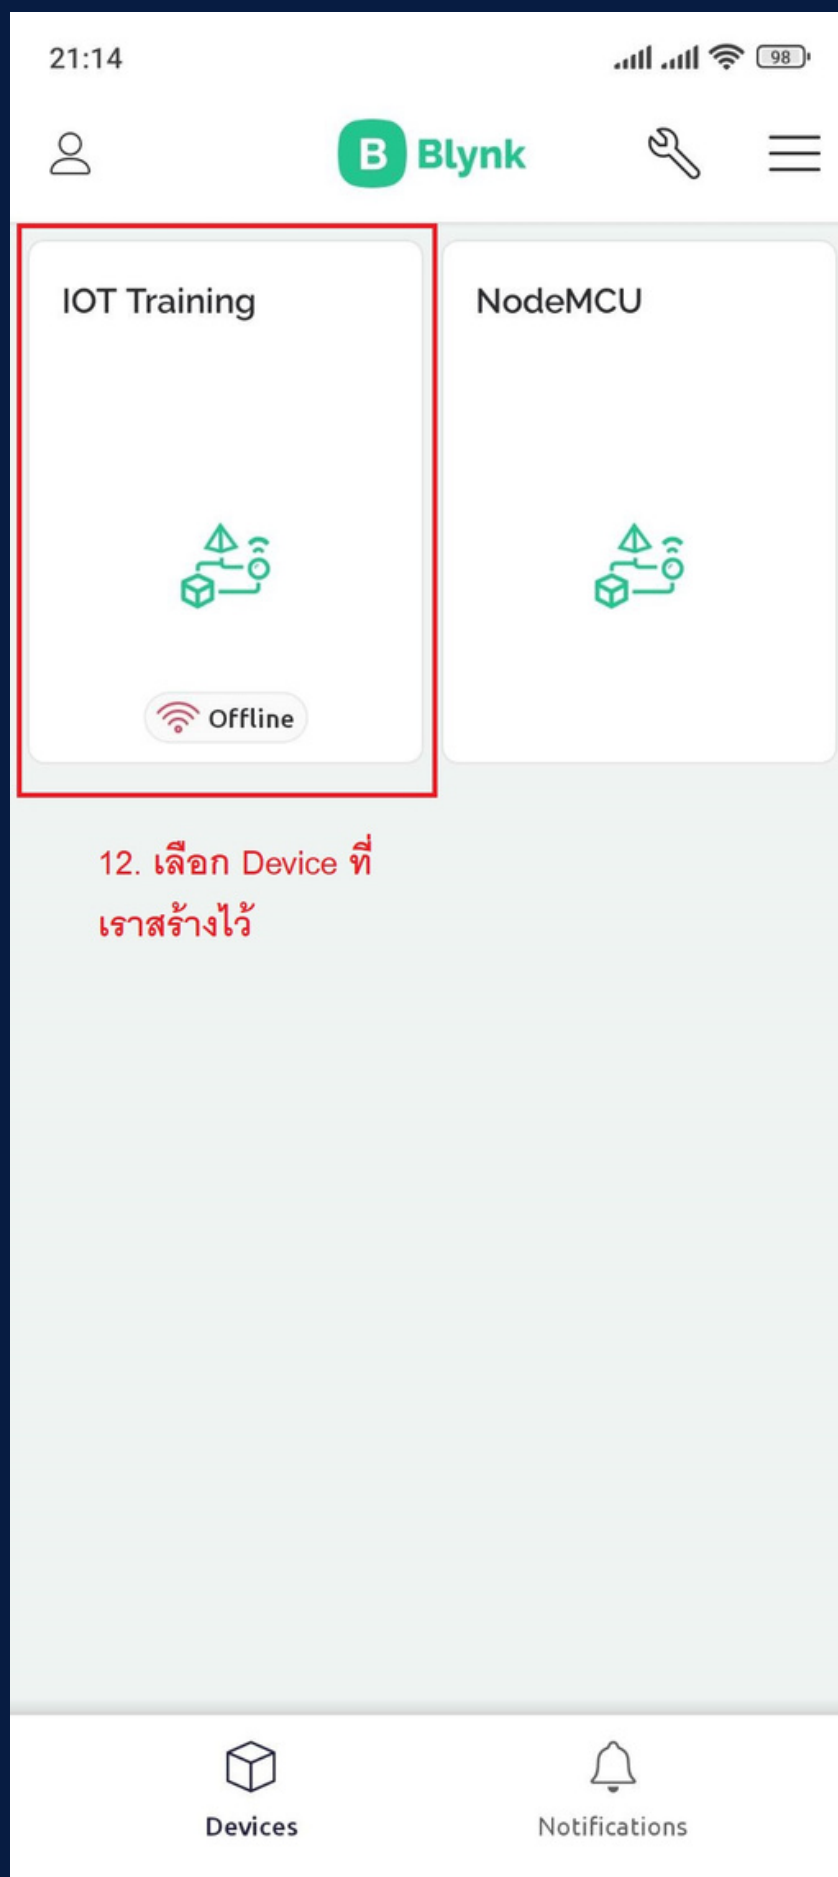 21:14
98
B Blynk
IOT Training
NodeMCU
Offline
12. เลือก Device ที่
เราสร้างไว้
Devices
Notifications